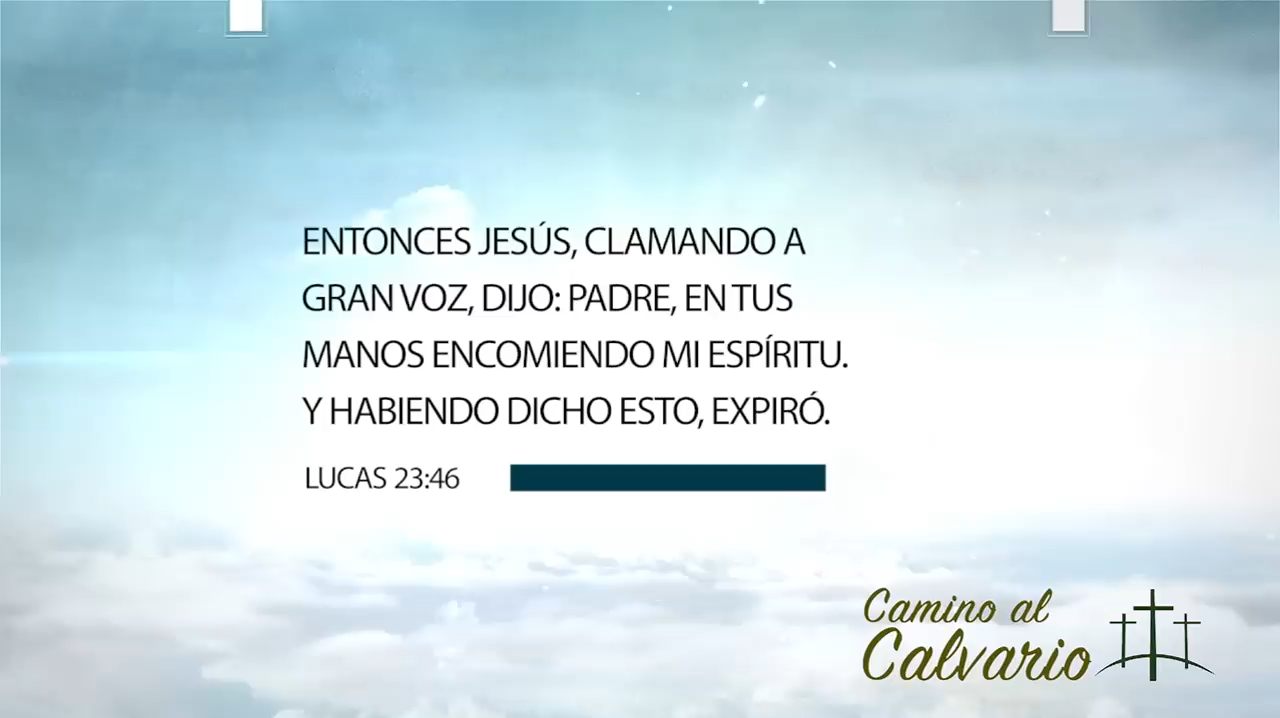 ENTONCES JESÚS, CLAMANDO A
GRAN VOZ, DIJO: PADRE, EN TUS
MANOS ENCOMIENDO MI ESPÍRITU.
Y HABIENDO DICHO ESTO, EXPIRÓ.
LUCAS 23:46
Camino al
Calvario